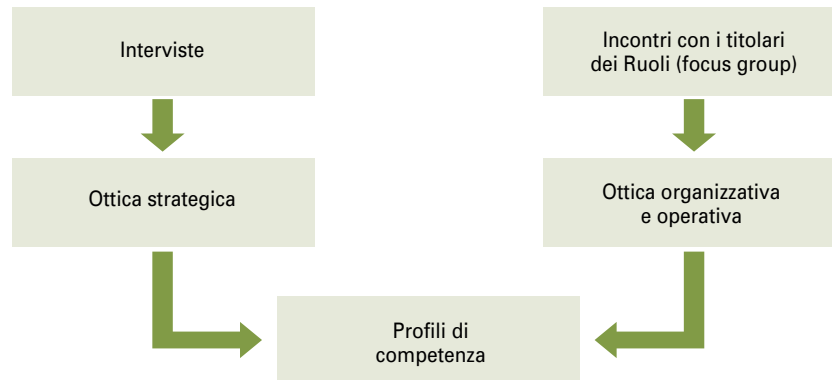 Interviste
Incontri con i titolari
dei Ruoli (focus group)
Ottica strategica
Ottica organizzativa
e operativa
Profili di
competenza